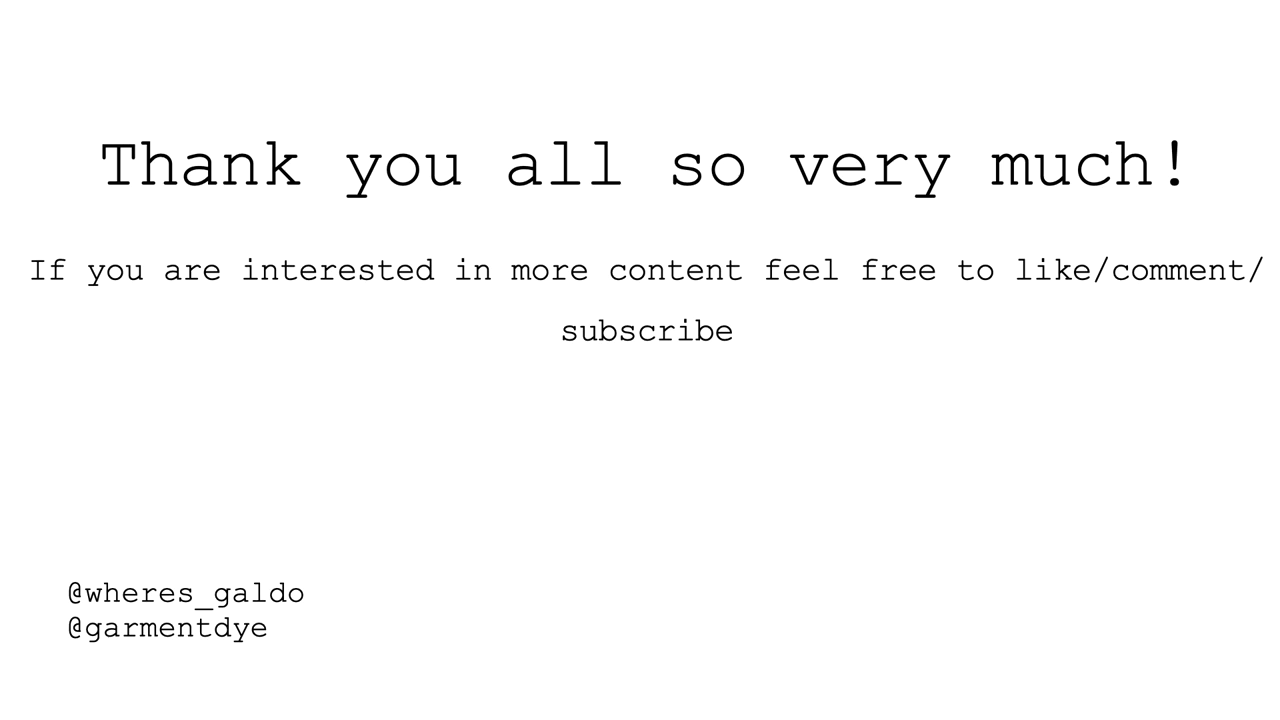 Thank you all so very much!
If you are interested in more content feel free to like/comment/
subscribe
@wheres_galdo
@garmentdye